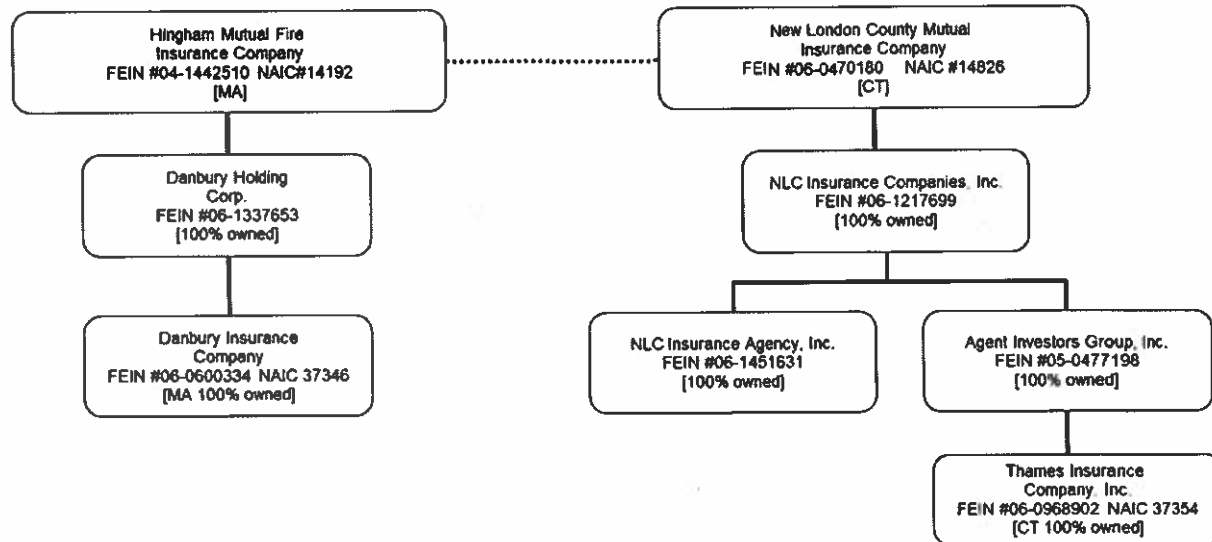 Hingham Mutual Fire
Insurance Company
FEIN #04-1442510 NAIC#14192
[MA]
New London County Mutual
Insurance Company
FEIN #06-0470180 NAIC #14826
[CT]
Danbury Holding
Corp.
FEIN #06-1337653
[100% owned]
NLC Insurance Companies, Inc.
FEIN #06-1217699
[100% owned]
Danbury Insurance
Company
FEIN #06-0600334 NAIC 37346
[MA 100% owned]
NLC Insurance Agency, Inc.
FEIN #06-1451631
[100% owned]
Agent Investors Group, Inc.
FEIN #05-0477198
[100% owned]
Thames Insurance
Company, Inc.
FEIN #06-0968902 NAIC 37354
[CT 100% owned]